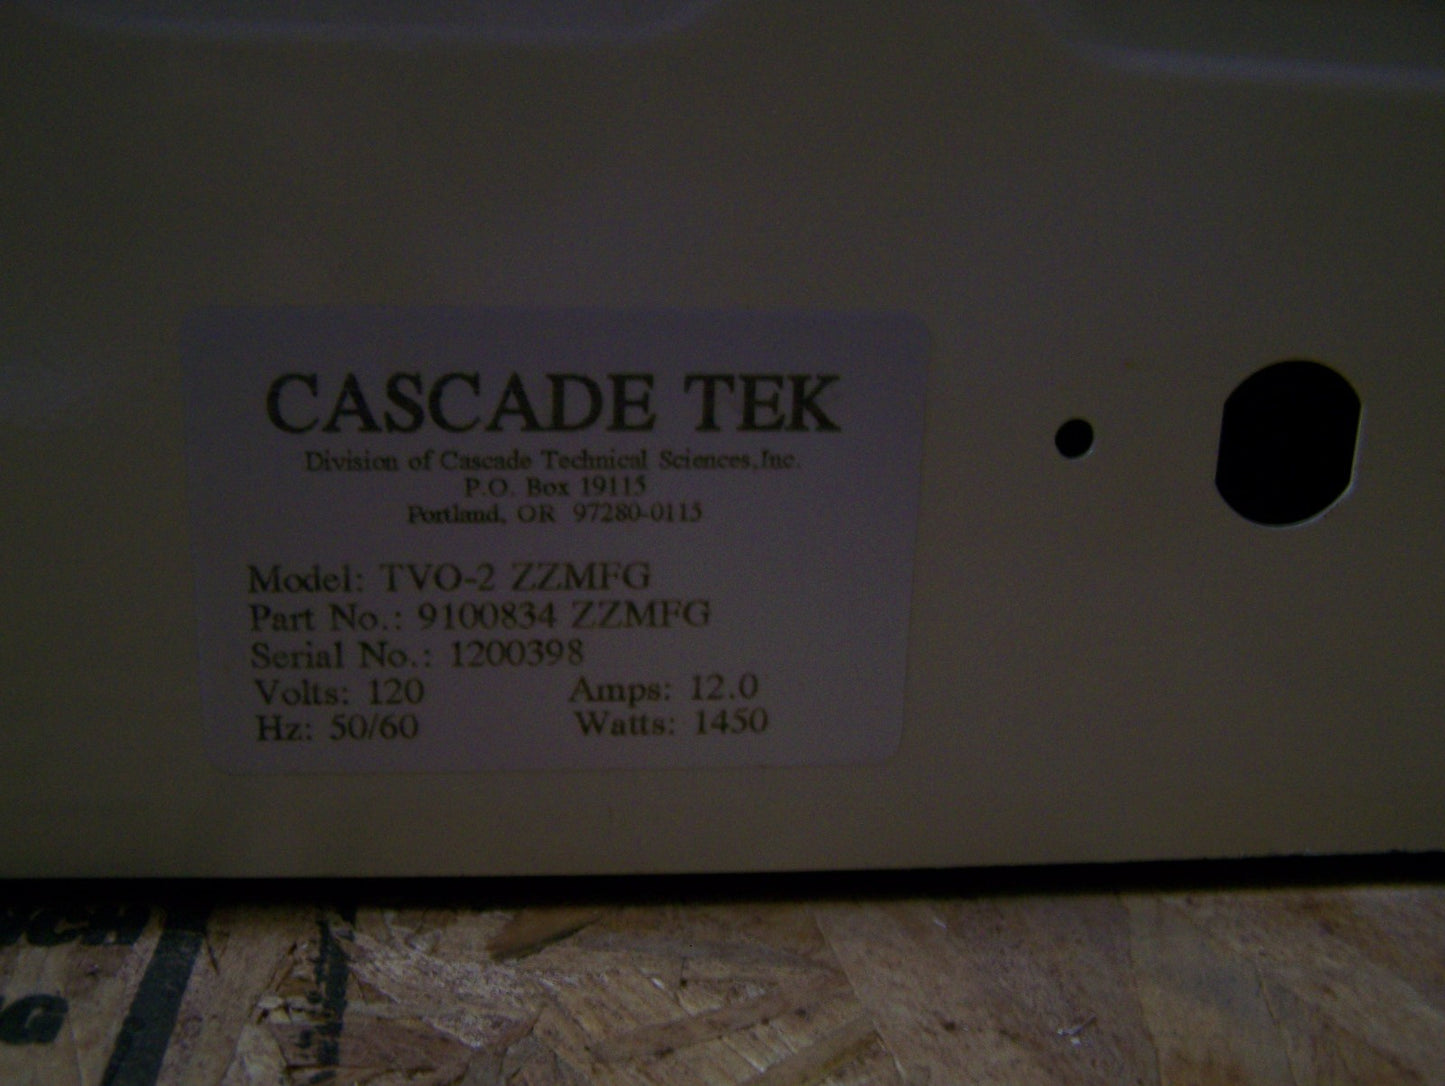 CASCADE TEK
Division of Cascade Technical Sciences,Inc.
P.O. Box 19115
Portland, OR 97280-0115
Model: TVO-2 ZZMFG
Part No.: 9100834 ZZMFG
Serial No.: 1200398
Volts: 120 Amps: 12.0
Hz: 50/60 Watts: 1450